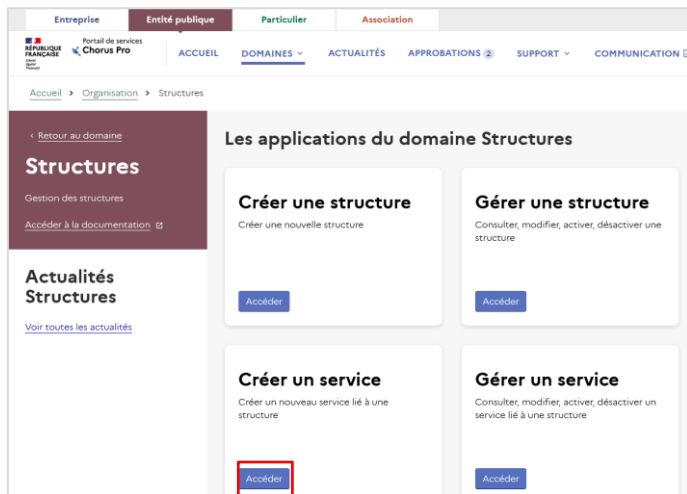 Entreprise
Entité publique
Particulier
Association
RÉPUBLIQUE
FRANÇAISE
Liberté
Égalité
Fraternité
Portail de services
Chorus Pro
ACCUEIL
DOMAINES
ACTUALITÉS
APPROBATIONS 2
SUPPORT
COMMUNICATION
Accueil > Organisation > Structures
< Retour au domaine
Structures
Gestion des structures
Accéder à la documentation
Actualités
Structures
Voir toutes les actualités
Les applications du domaine Structures
Créer une structure
Créer une nouvelle structure
Accéder
Gérer une structure
Consulter, modifier, activer, désactiver une
structure
Accéder
Créer un service
Créer un nouveau service lié à une
structure
Accéder
Gérer un service
Consulter, modifier, activer, désactiver un
service lié à une structure
Accéder